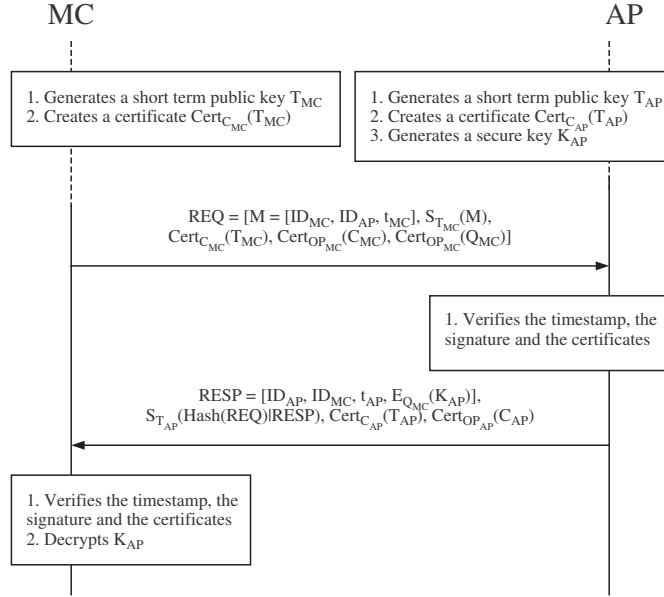 MC
AP
1. Generates a short term public key T_MC
2. Creates a certificate Cert_C_MC(T_MC)
1. Generates a short term public key T_AP
2. Creates a certificate Cert_C_AP(T_AP)
3. Generates a secure key K_AP
REQ = [M = [ID_MC, ID_AP, t_MC], S_T_MC(M),
Cert_C_MC(T_MC), Cert_OP_MC(C_MC), Cert_OP_MC(Q_MC)]
1. Verifies the timestamp, the
signature and the certificates
RESP = [ID_AP, ID_MC, t_AP, E_Q_MC(K_AP)],
S_T_AP(Hash(REQ)|RESP), Cert_C_AP(T_AP), Cert_OP_AP(C_AP)
1. Verifies the timestamp, the
signature and the certificates
2. Decrypts K_AP